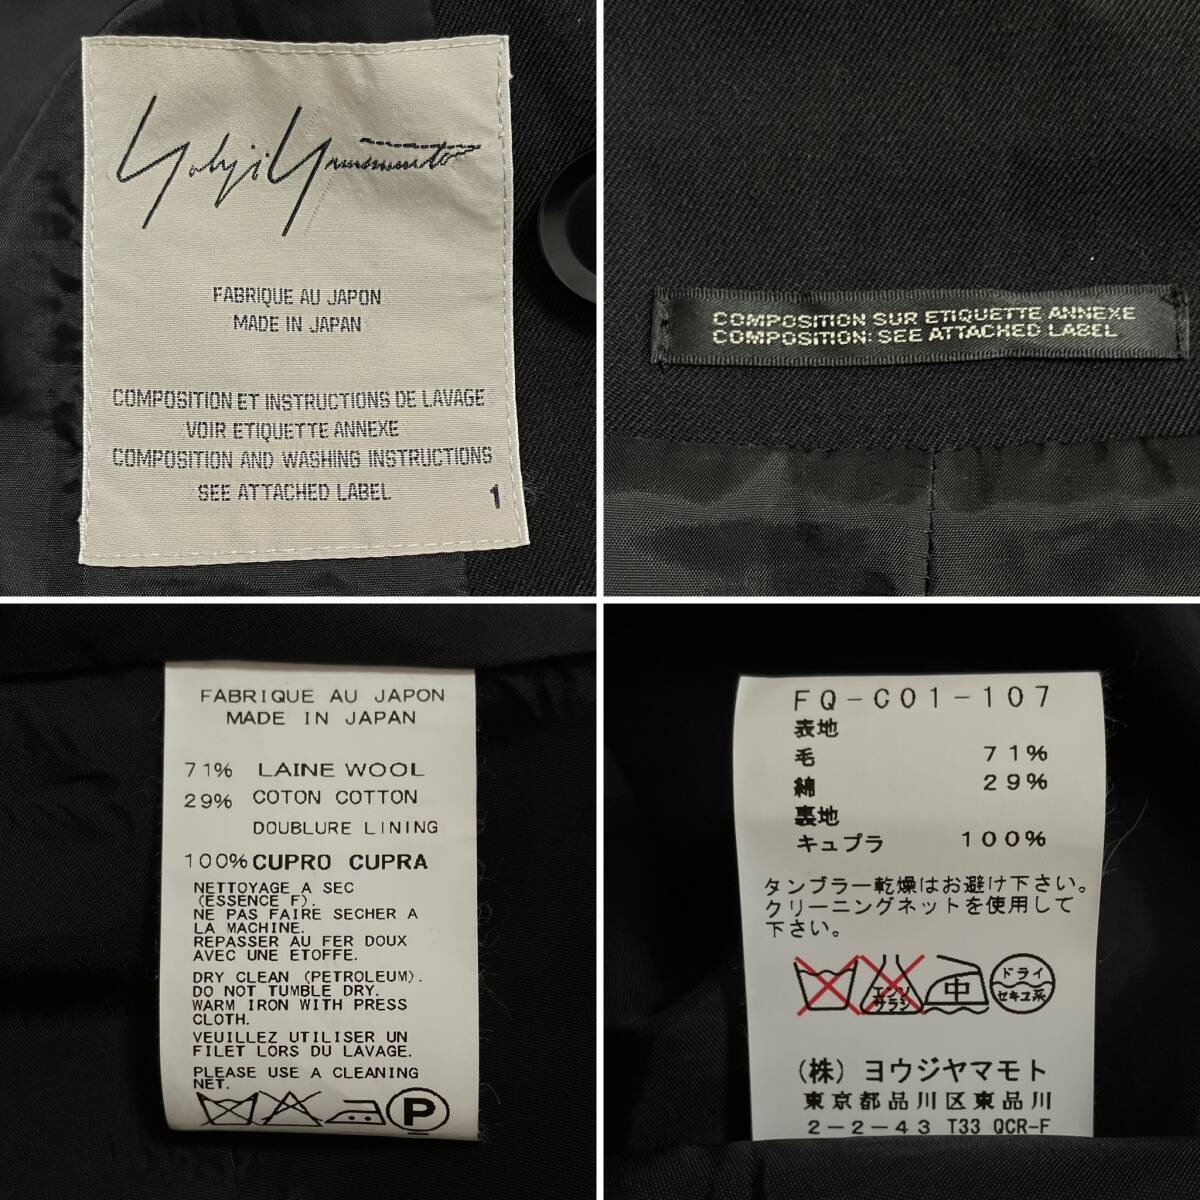 Yohji Yamamoto
FABRIQUE AU JAPON
MADE IN JAPAN
COMPOSITION ET INSTRUCTIONS DE LAVAGE
VOIR ETIQUETTE ANNEXE
COMPOSITION AND WASHING INSTRUCTIONS
SEE ATTACHED LABEL 1
COMPOSITION SUR ETIQUETTE ANNEXE
COMPOSITION: SEE ATTACHED LABEL
FABRIQUE AU JAPON
MADE IN JAPAN
71% LAINE WOOL
29% COTON COTTON
DOUBLURE LINING
100% CUPRO CUPRA
NETTOYAGE A SEC
(ESSENCE F).
NE PAS FAIRE SECHER A
LA MACHINE.
REPASSER AU FER DOUX
AVEC UNE ETOFFE.
DRY CLEAN (PETROLEUM).
DO NOT TUMBLE DRY.
WARM IRON WITH PRESS
CLOTH.
VEUILLEZ UTILISER UN
FILET LORS DU LAVAGE.
PLEASE USE A CLEANING
NET.
P
FQ-C01-107
表地
毛 71%
綿 29%
裏地
キュプラ 100%
タンブラー乾燥はお避け下さい。
クリーニングネットを使用して
下さい。
エンソ
サラシ
中
ドライ
セキユ系
(株)ヨウジヤマモト
東京都品川区東品川
2-2-43 T33 QCR-F